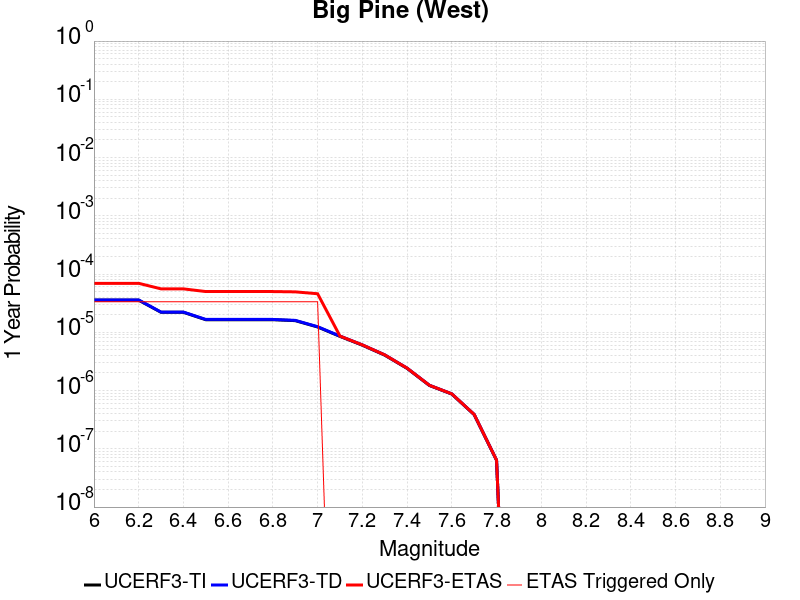 Big Pine (West)
1 Year Probability
10^0
10^-1
10^-2
10^-3
10^-4
10^-5
10^-6
10^-7
10^-8
6 6.2 6.4 6.6 6.8 7 7.2 7.4 7.6 7.8 8 8.2 8.4 8.6 8.8 9
Magnitude
UCERF3-TI UCERF3-TD UCERF3-ETAS ETAS Triggered Only